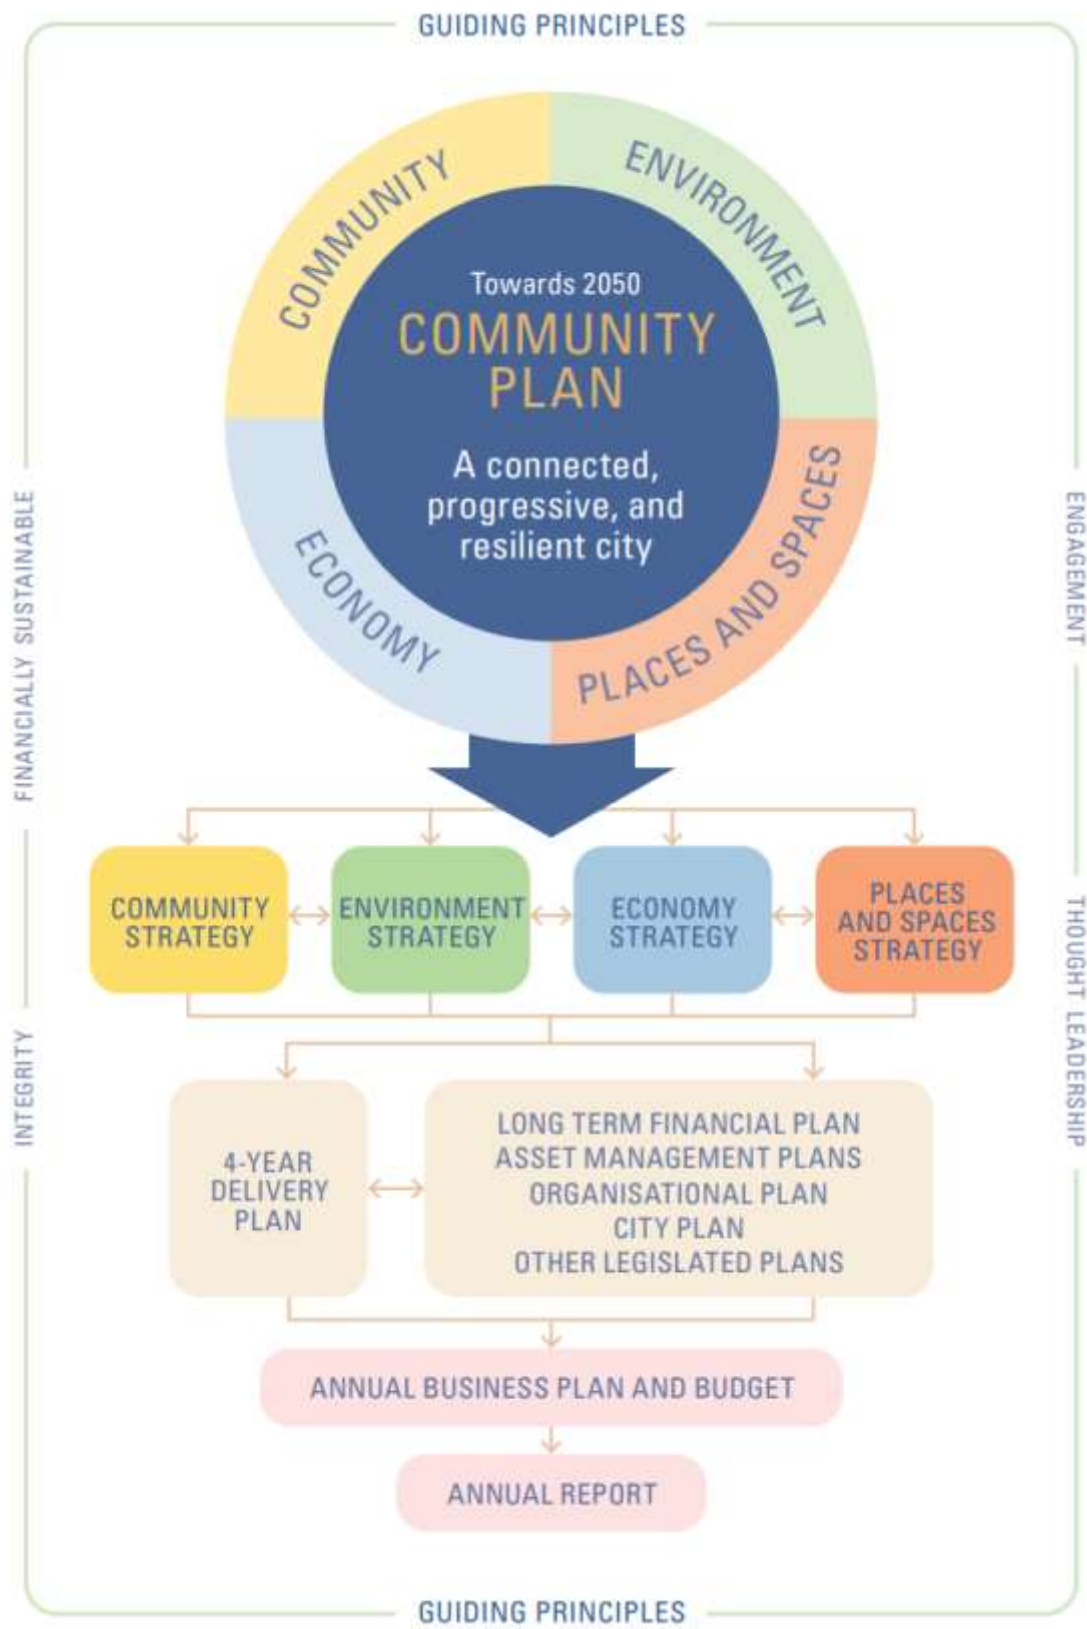 GUIDING PRINCIPLES
COMMUNITY
ENVIRONMENT
Towards 2050
COMMUNITY
PLAN
A connected,
progressive, and
resilient city
ECONOMY
PLACES AND SPACES
FINANCIALLY SUSTAINABLE
ENGAGEMENT
COMMUNITY
STRATEGY
ENVIRONMENT
STRATEGY
ECONOMY
STRATEGY
PLACES
AND SPACES
STRATEGY
INTEGRITY
THOUGHT LEADERSHIP
4-YEAR
DELIVERY
PLAN
LONG TERM FINANCIAL PLAN
ASSET MANAGEMENT PLANS
ORGANISATIONAL PLAN
CITY PLAN
OTHER LEGISLATED PLANS
ANNUAL BUSINESS PLAN AND BUDGET
ANNUAL REPORT
GUIDING PRINCIPLES